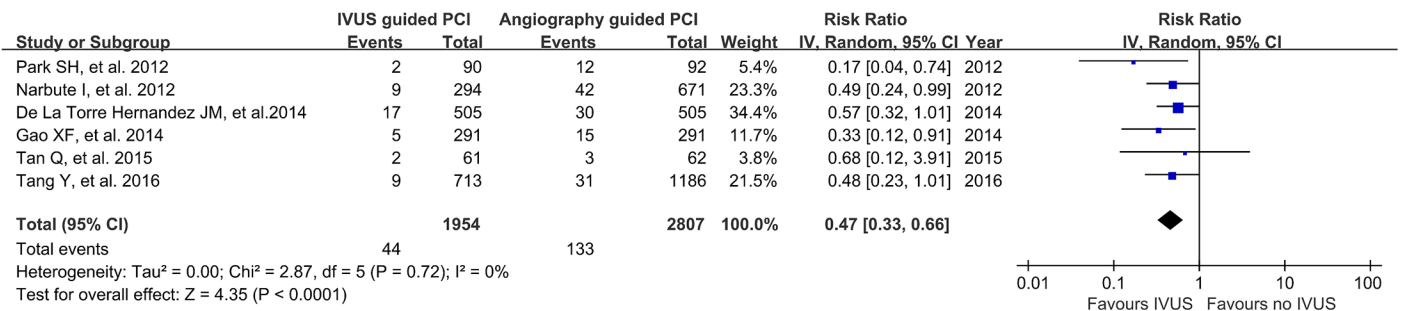 IVUS guided PCI Angiography guided PCI Risk Ratio Risk Ratio
Study or Subgroup Events Total Events Total Weight IV, Random, 95% CI Year IV, Random, 95% CI
Park SH, et al. 2012 2 90 12 92 5.4% 0.17 [0.04, 0.74] 2012
Narbute I, et al. 2012 9 294 42 671 23.3% 0.49 [0.24, 0.99] 2012
De La Torre Hernandez JM, et al.2014 17 505 30 505 34.4% 0.57 [0.32, 1.01] 2014
Gao XF, et al. 2014 5 291 15 291 11.7% 0.33 [0.12, 0.91] 2014
Tan Q, et al. 2015 2 61 3 62 3.8% 0.68 [0.12, 3.91] 2015
Tang Y, et al. 2016 9 713 31 1186 21.5% 0.48 [0.23, 1.01] 2016
Total (95% CI) 1954 2807 100.0% 0.47 [0.33, 0.66]
Total events 44 133
Heterogeneity: Tau² = 0.00; Chi² = 2.87, df = 5 (P = 0.72); I² = 0%
Test for overall effect: Z = 4.35 (P < 0.0001)
0.01 0.1 1 10 100
Favours IVUS Favours no IVUS